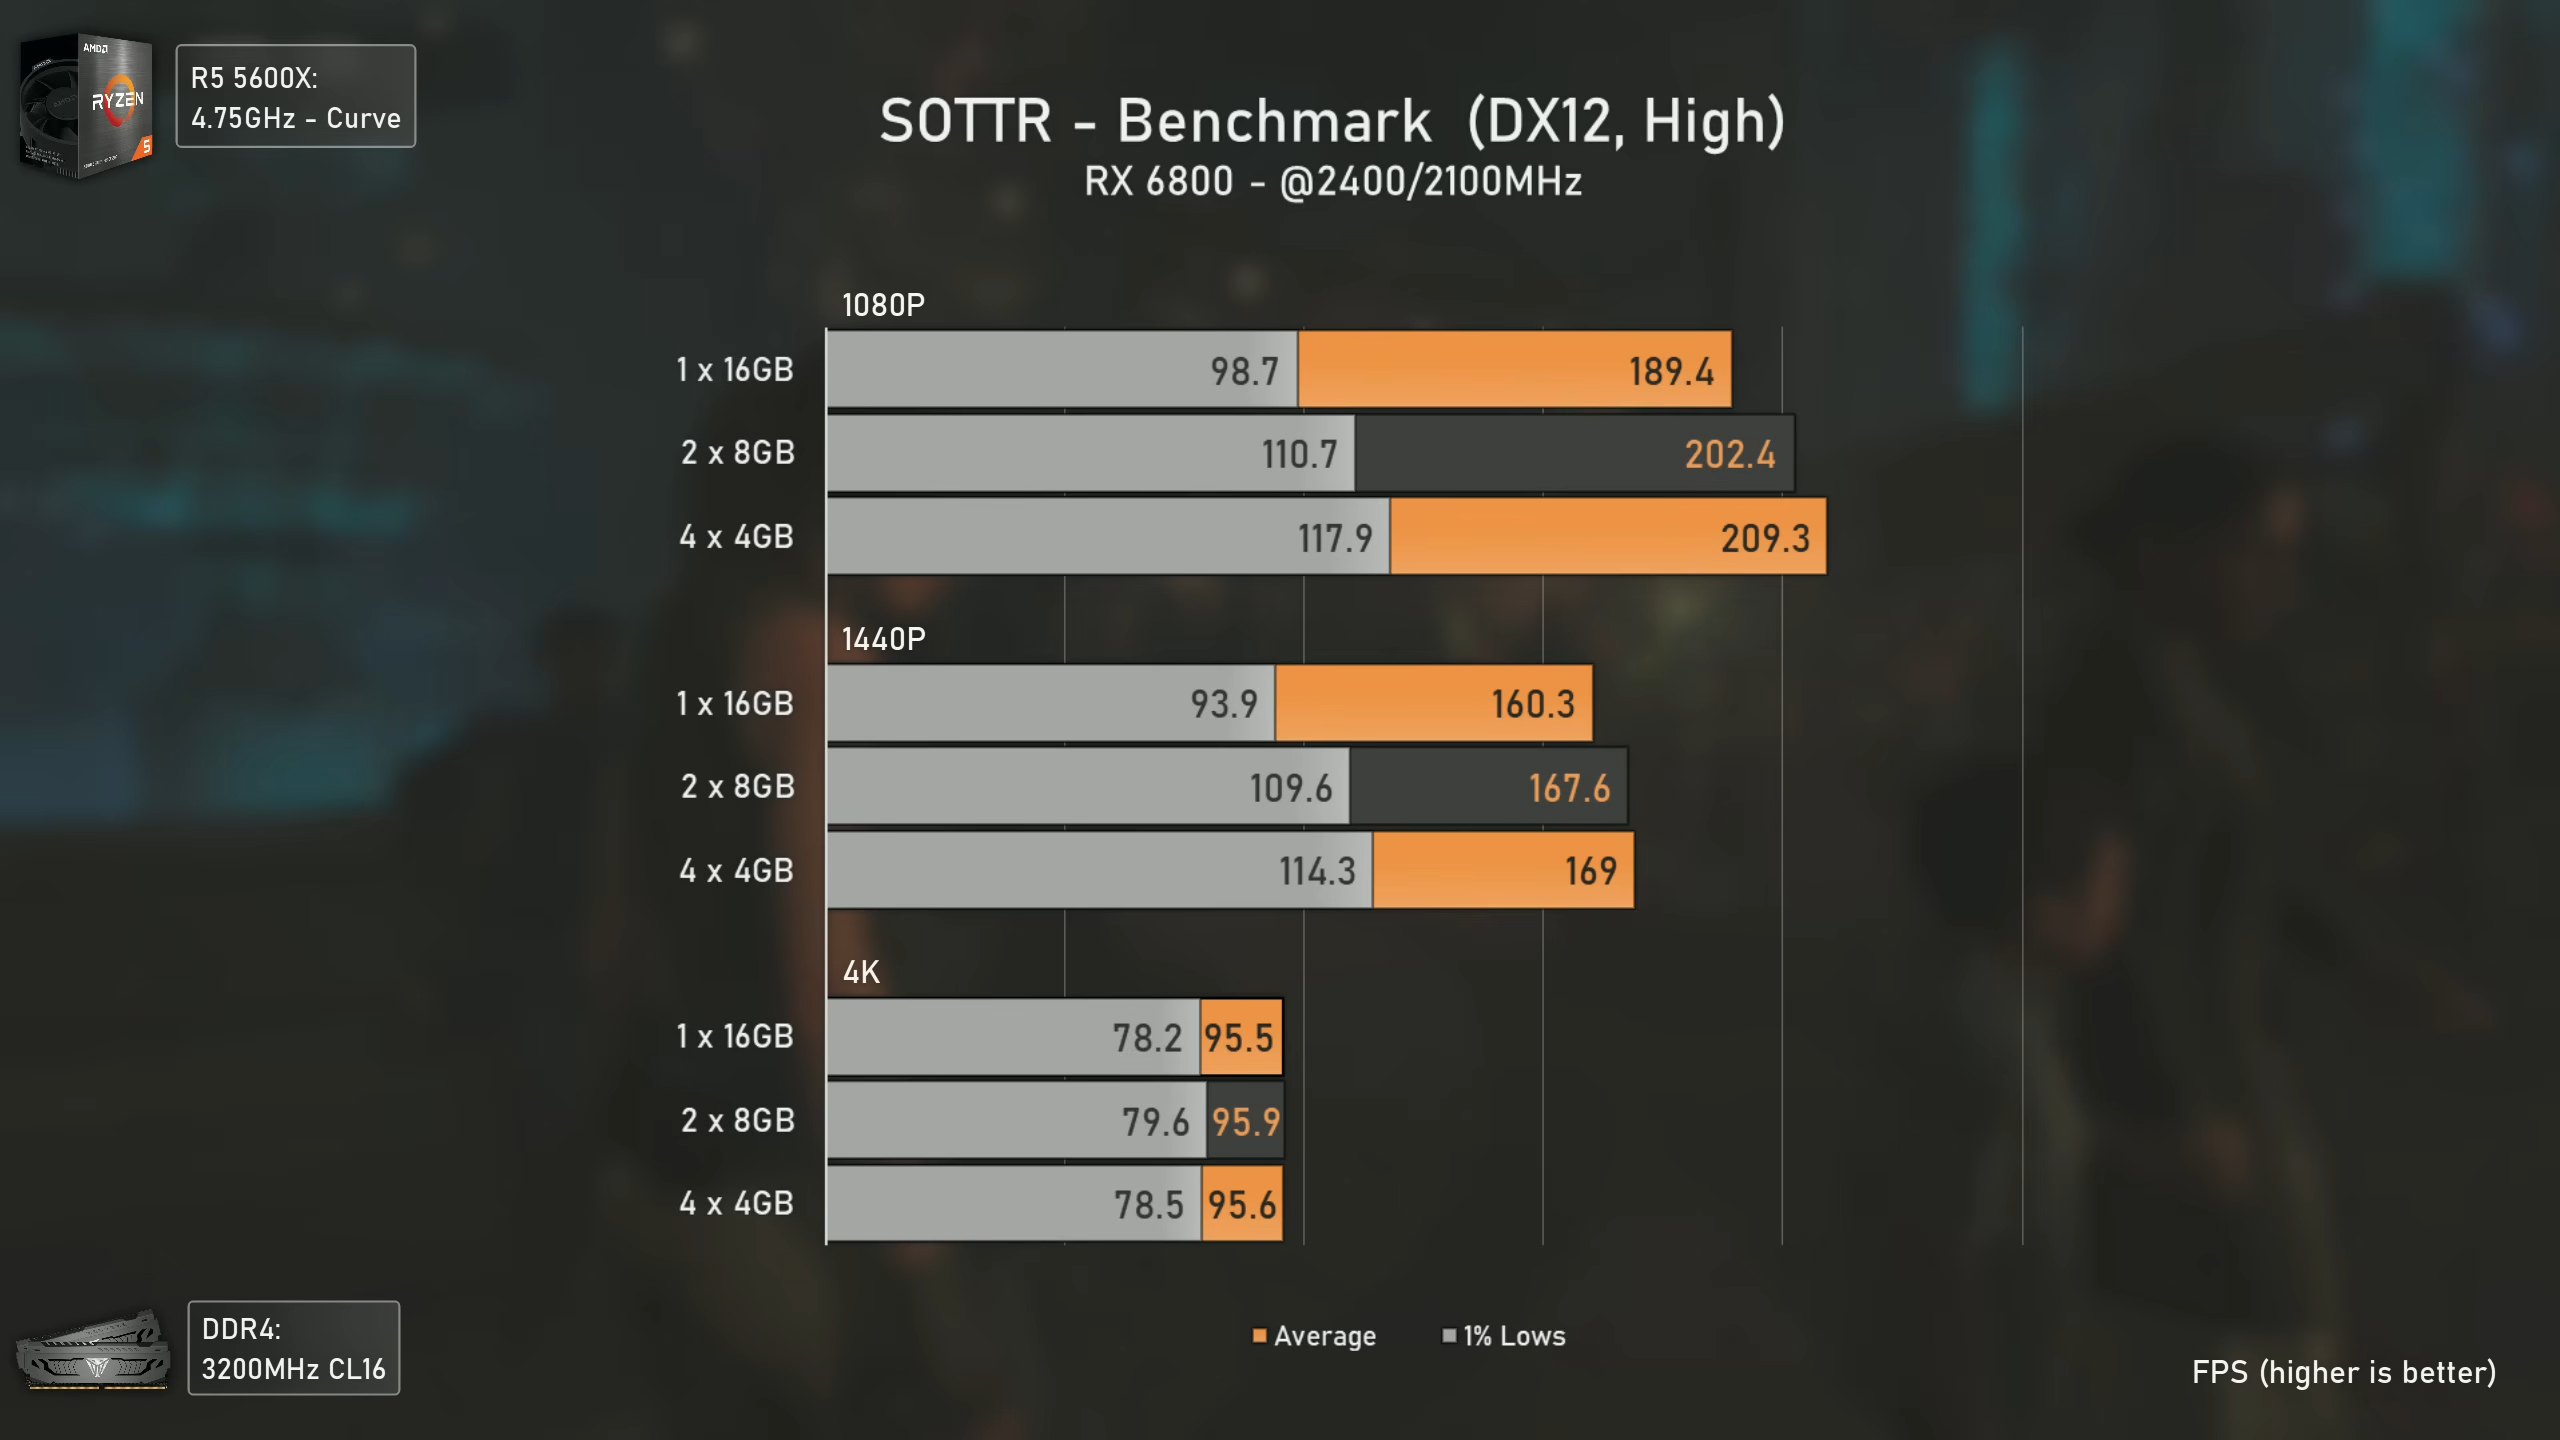 AMD
RYZEN
5
R5 5600X:
4.75GHz - Curve
SOTTR - Benchmark (DX12, High)
RX 6800 - @2400/2100MHz
1080P
1 x 16GB 98.7 189.4
2 x 8GB 110.7 202.4
4 x 4GB 117.9 209.3
1440P
1 x 16GB 93.9 160.3
2 x 8GB 109.6 167.6
4 x 4GB 114.3 169
4K
1 x 16GB 78.2 95.5
2 x 8GB 79.6 95.9
4 x 4GB 78.5 95.6
Average 1% Lows
DDR4:
3200MHz CL16
FPS (higher is better)